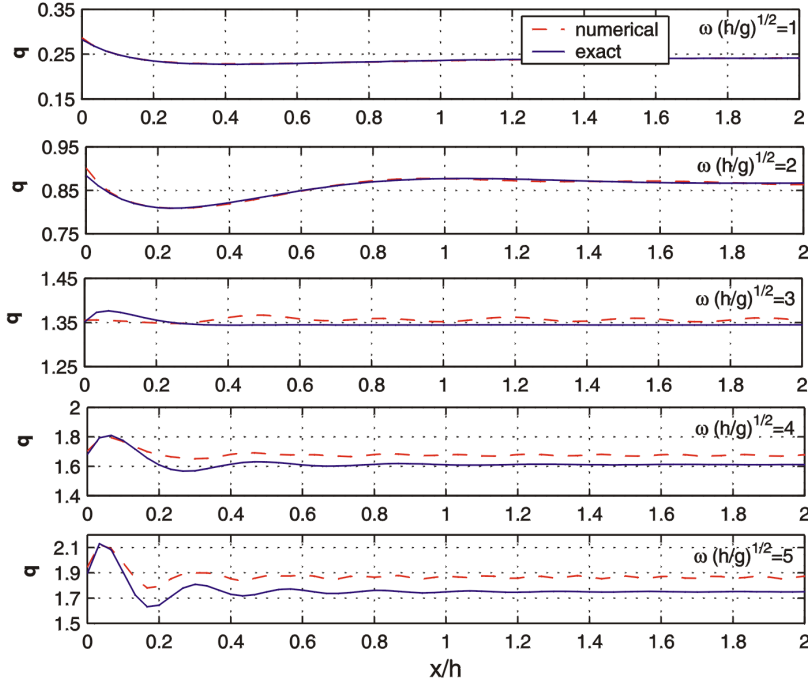 0.35
0.25
0.15
q
numerical
exact
ω (h/g)1/2=1
0 0.2 0.4 0.6 0.8 1 1.2 1.4 1.6 1.8 2
0.95
0.85
0.75
q
ω (h/g)1/2=2
0 0.2 0.4 0.6 0.8 1 1.2 1.4 1.6 1.8 2
1.45
1.35
1.25
q
ω (h/g)1/2=3
0 0.2 0.4 0.6 0.8 1 1.2 1.4 1.6 1.8 2
2
1.8
1.6
1.4
q
ω (h/g)1/2=4
0 0.2 0.4 0.6 0.8 1 1.2 1.4 1.6 1.8 2
2.1
1.9
1.7
1.5
q
ω (h/g)1/2=5
0 0.2 0.4 0.6 0.8 1 1.2 1.4 1.6 1.8 2
x/h